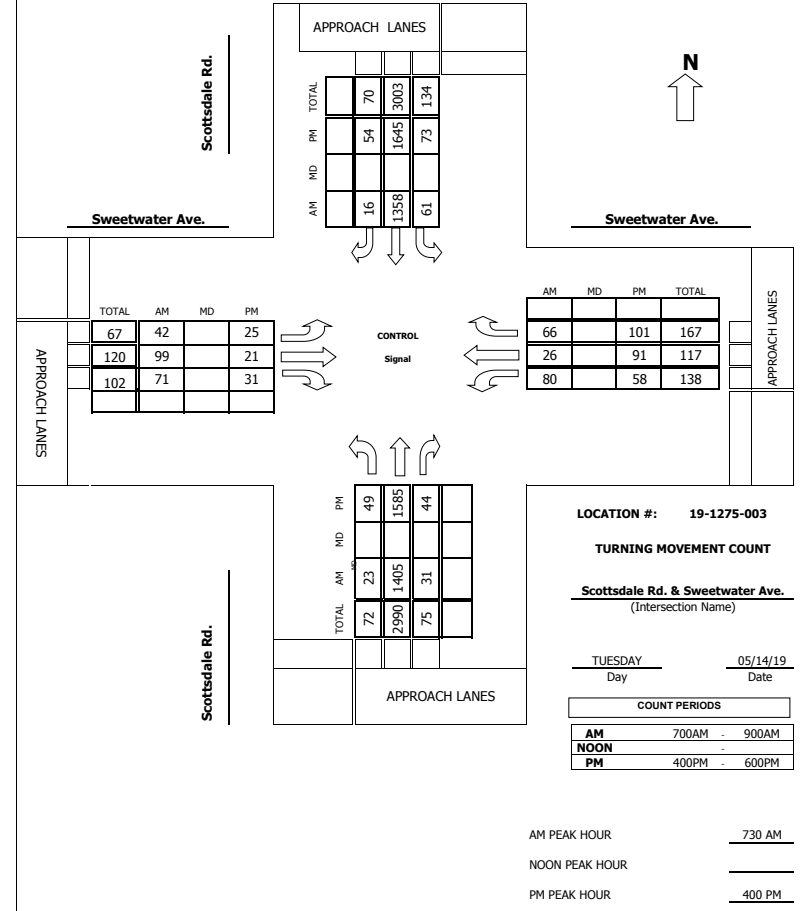 APPROACH LANES
Scottsdale Rd.
N
TOTAL 70 3003 134
PM 54 1645 73
MD
AM 16 1358 61
Sweetwater Ave.
Sweetwater Ave.
TOTAL AM MD PM
67 42 25
120 99 21
102 71 31
APPROACH LANES
CONTROL
Signal
AM MD PM TOTAL
66 101 167
26 91 117
80 58 138
APPROACH LANES
PM 49 1585 44
MD
MD
AM 23 1405 31
TOTAL 72 2990 75
APPROACH LANES
Scottsdale Rd.
LOCATION #: 19-1275-003
TURNING MOVEMENT COUNT
Scottsdale Rd. & Sweetwater Ave.
(Intersection Name)
TUESDAY 05/14/19
Day Date
COUNT PERIODS
AM 700AM - 900AM
NOON -
PM 400PM - 600PM
AM PEAK HOUR 730 AM
NOON PEAK HOUR
PM PEAK HOUR 400 PM